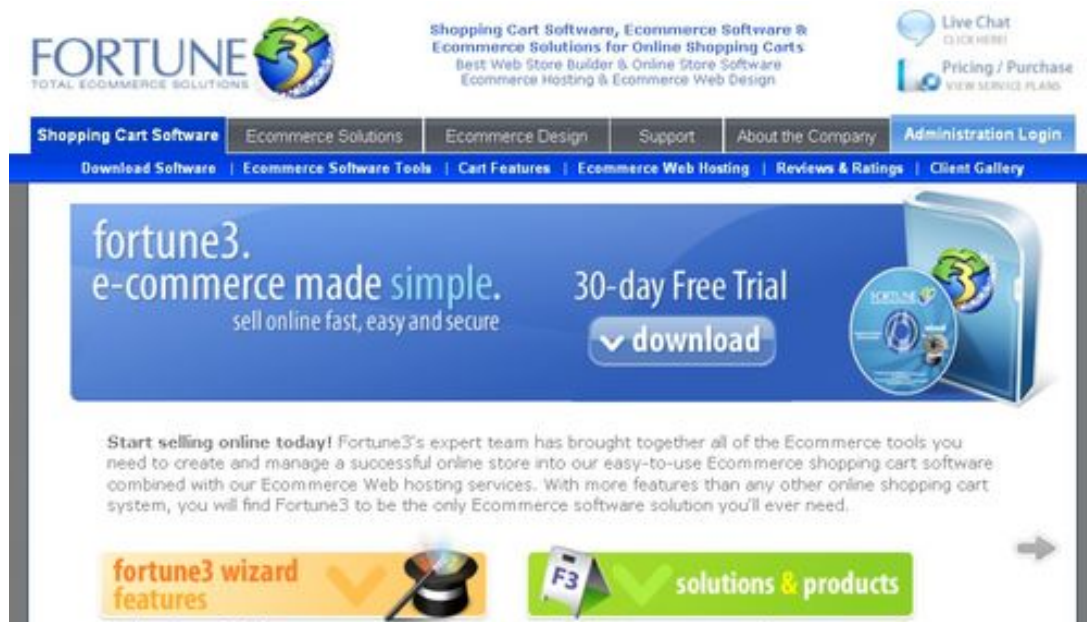 FORTUNE 3
TOTAL ECOMMERCE SOLUTIONS
Shopping Cart Software, Ecommerce Software &
Ecommerce Solutions for Online Shopping Carts
Best Web Store Builder & Online Store Software
Ecommerce Hosting & Ecommerce Web Design
Live Chat
CLICK HERE!
Pricing / Purchase
VIEW SERVICE PLANS
Shopping Cart Software
Ecommerce Solutions
Ecommerce Design
Support
About the Company
Administration Login
Download Software | Ecommerce Software Tools | Cart Features | Ecommerce Web Hosting | Reviews & Ratings | Client Gallery
fortune3.
e-commerce made simple.
sell online fast, easy and secure
30-day Free Trial
download
3
FORTUNE 3
Start selling online today! Fortune3's expert team has brought together all of the Ecommerce tools you
need to create and manage a successful online store into our easy-to-use Ecommerce shopping cart software
combined with our Ecommerce Web hosting services. With more features than any other online shopping cart
system, you will find Fortune3 to be the only Ecommerce software solution you'll ever need.
fortune3 wizard
features
F3
solutions & products